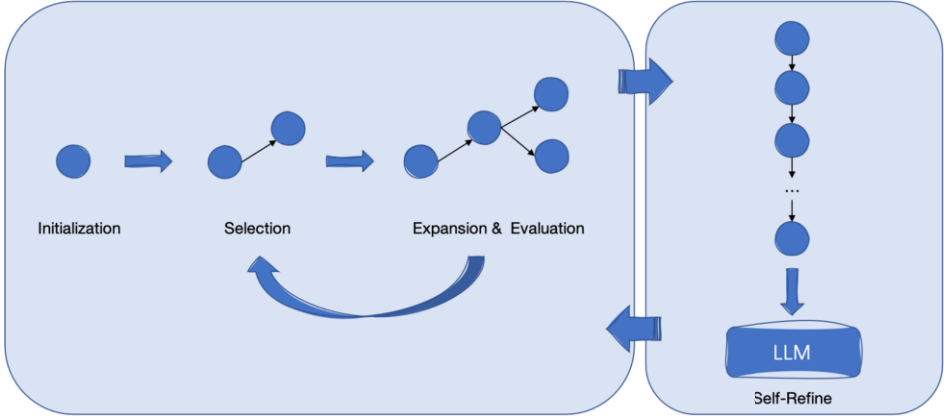 Initialization
Selection
Expansion & Evaluation
...
LLM
Self-Refine